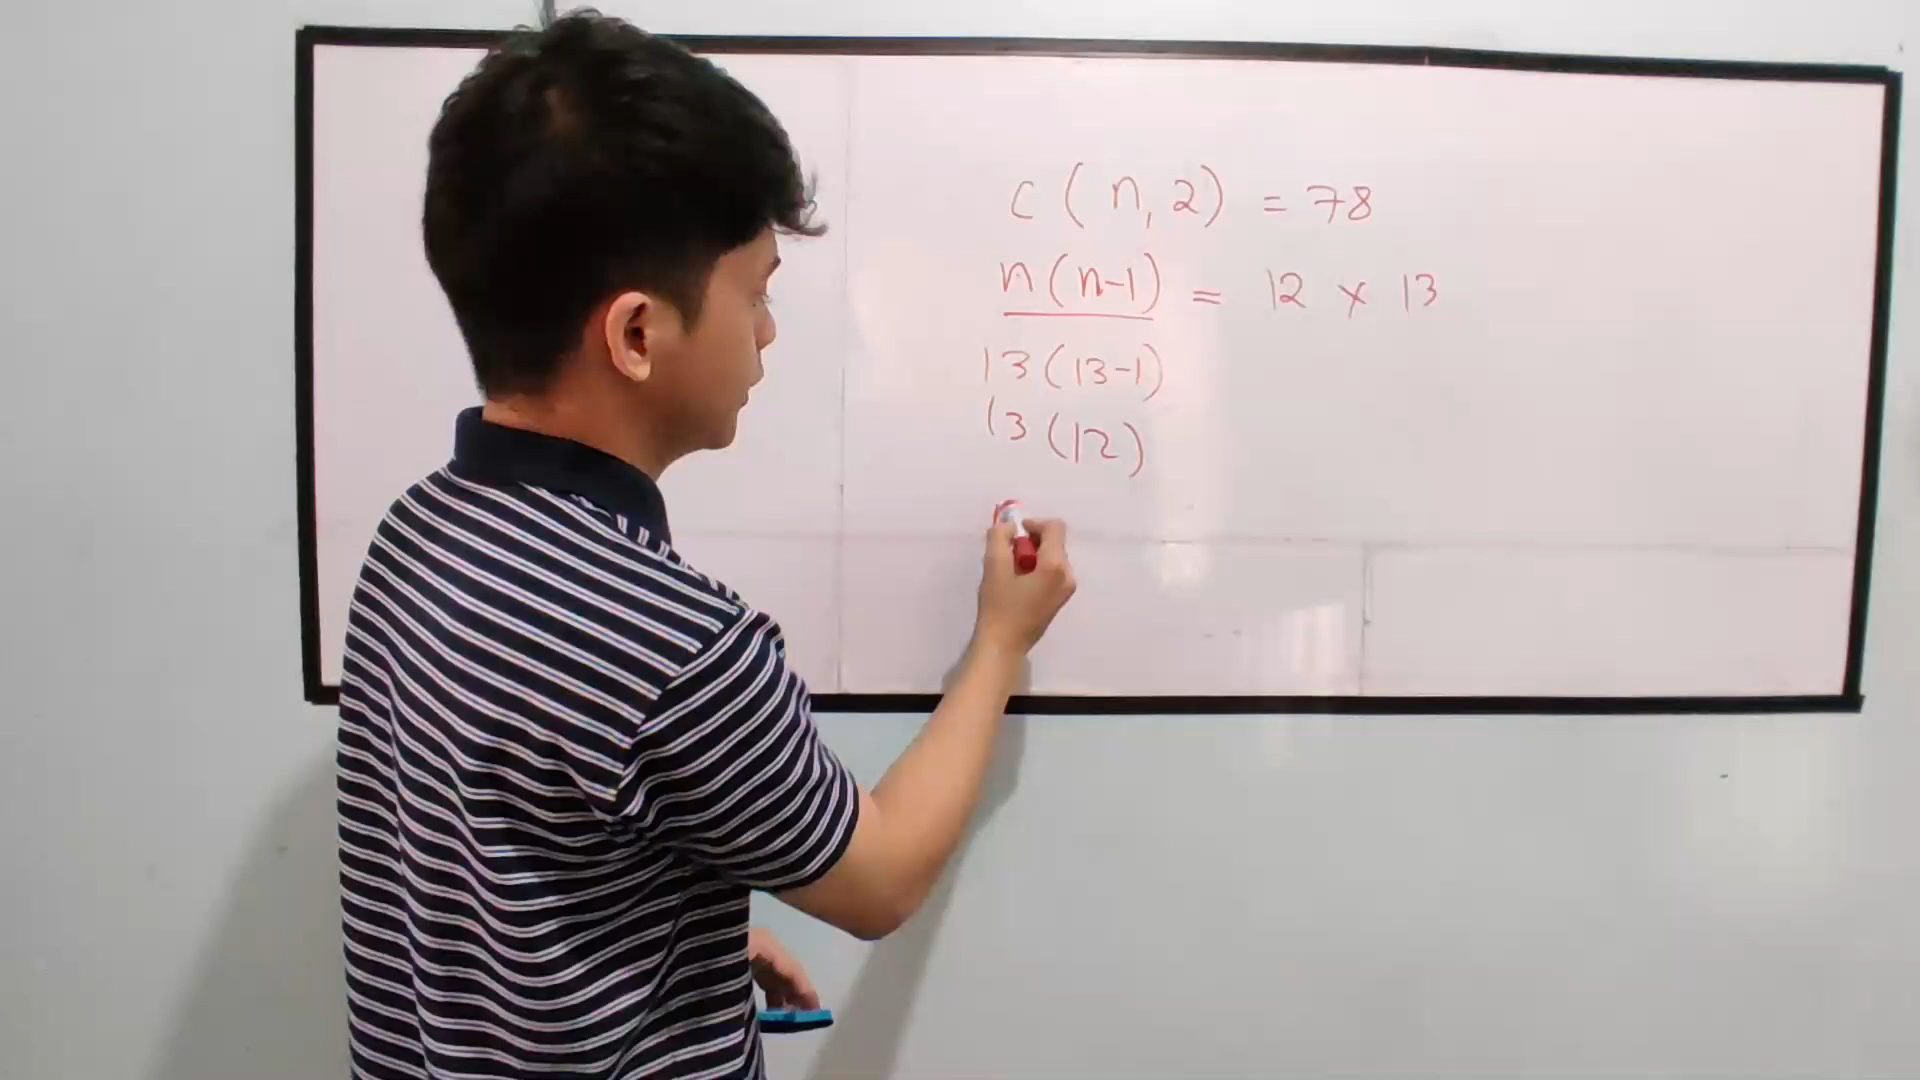 c ( n, 2 ) = 78
n ( n-1 ) = 12 x 13
13 ( 13-1 )
13 ( 12 )